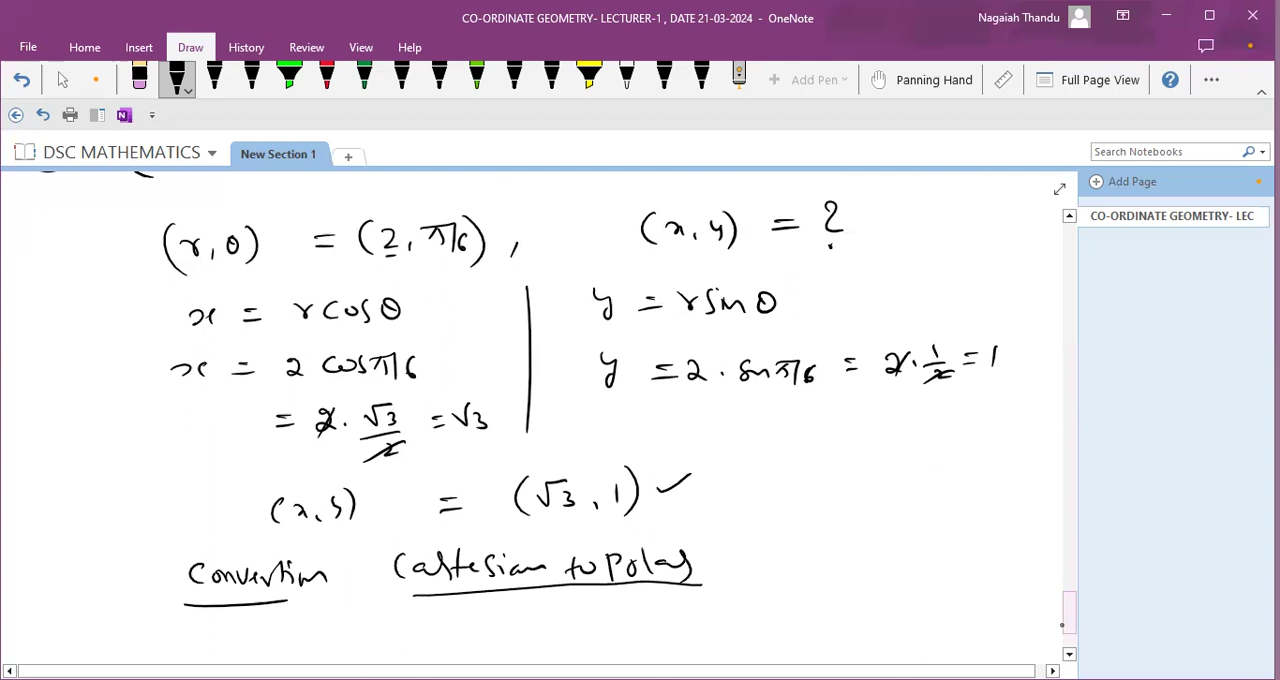 CO-ORDINATE GEOMETRY- LECTURER-1 , DATE 21-03-2024 - OneNote
Nagaiah Thandu
File Home Insert Draw History Review View Help
Add Pen Panning Hand Full Page View
DSC MATHEMATICS New Section 1
Search Notebooks
Add Page
CO-ORDINATE GEOMETRY- LEC
(r, θ) = (2, π/6), (x, y) = ?
x = r cos θ y = r sin θ
x = 2 cos π/6 y = 2 . sin π/6 = 2 . 1/2 = 1
= 2 . √3/2 = √3
(x, y) = (√3, 1) ✓
Convertion Cartesian to Polar